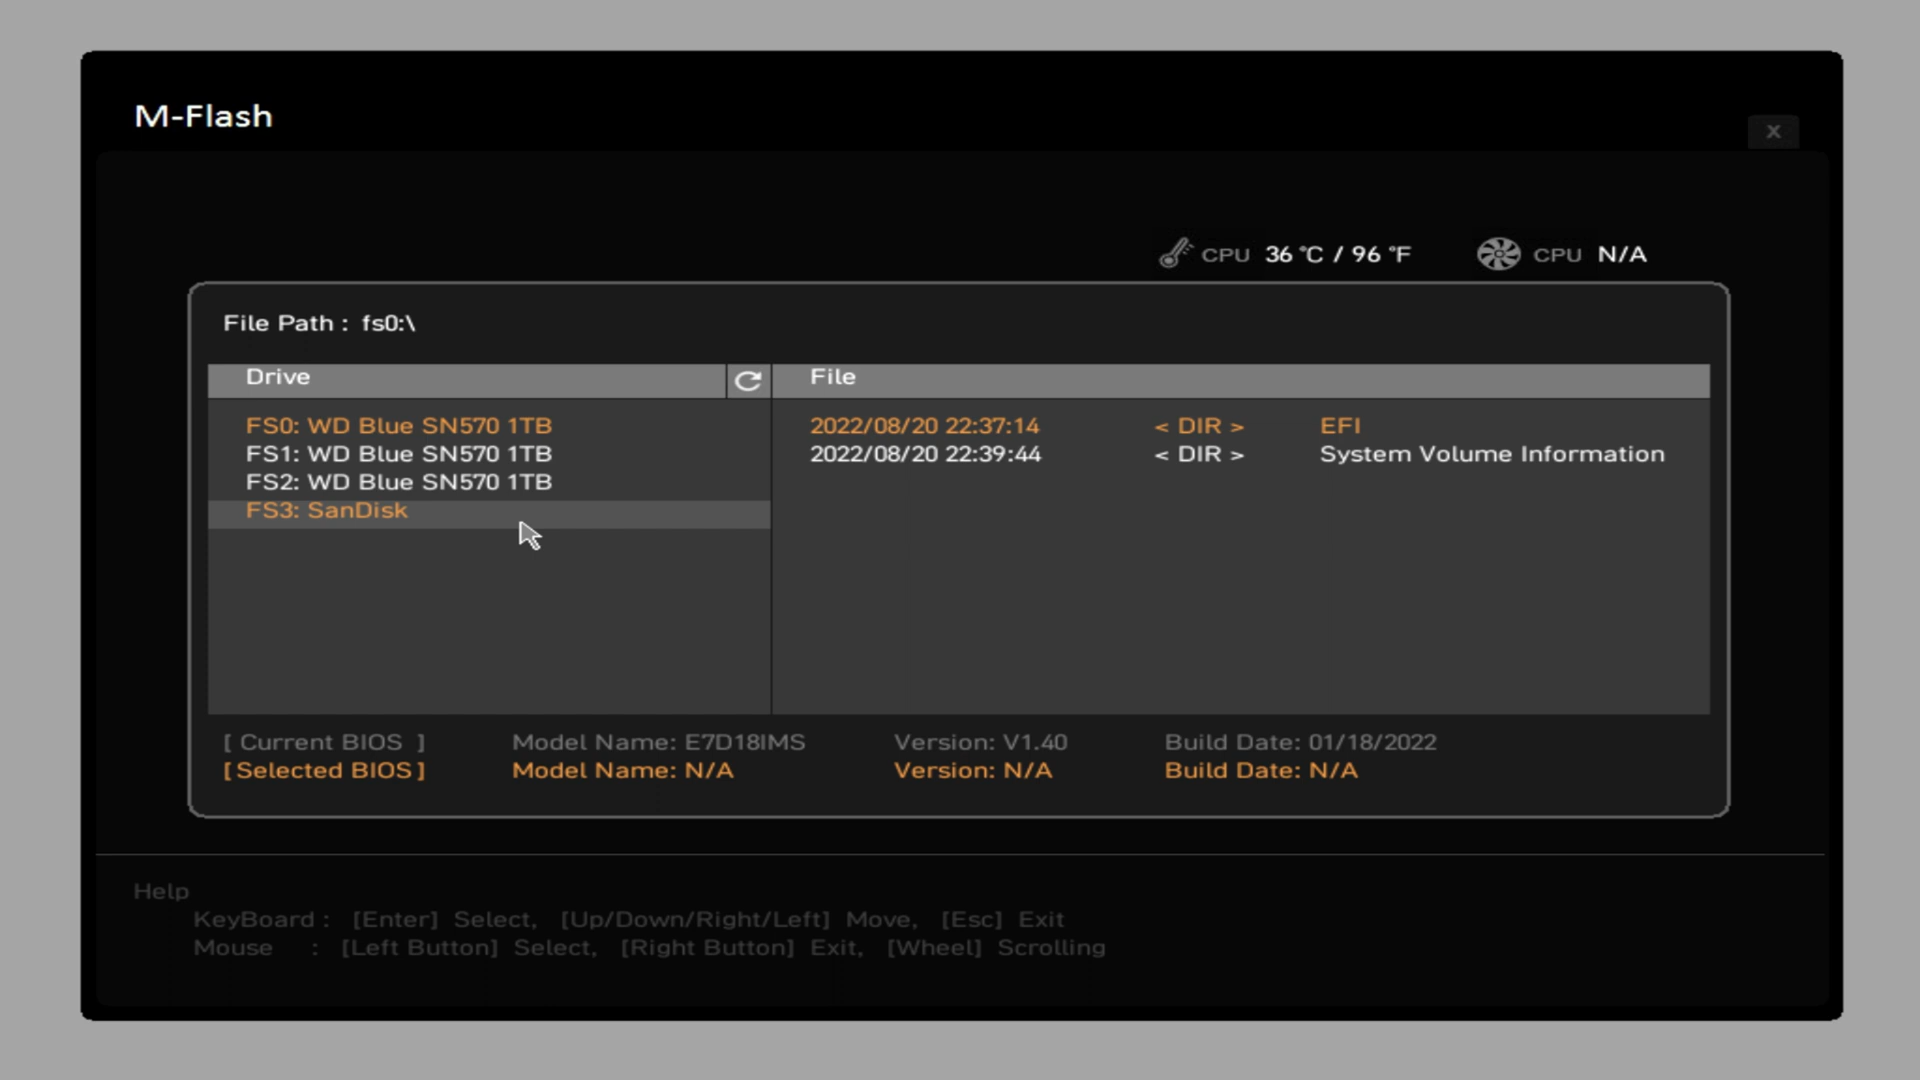 M-Flash
X
CPU 36 °C / 96 °F CPU N/A
File Path : fs0:\
Drive File
FS0: WD Blue SN570 1TB 2022/08/20 22:37:14 < DIR > EFI
FS1: WD Blue SN570 1TB 2022/08/20 22:39:44 < DIR > System Volume Information
FS2: WD Blue SN570 1TB
FS3: SanDisk
[ Current BIOS ] Model Name: E7D18IMS Version: V1.40 Build Date: 01/18/2022
[ Selected BIOS ] Model Name: N/A Version: N/A Build Date: N/A
Help
KeyBoard : [Enter] Select, [Up/Down/Right/Left] Move, [Esc] Exit
Mouse : [Left Button] Select, [Right Button] Exit, [Wheel] Scrolling